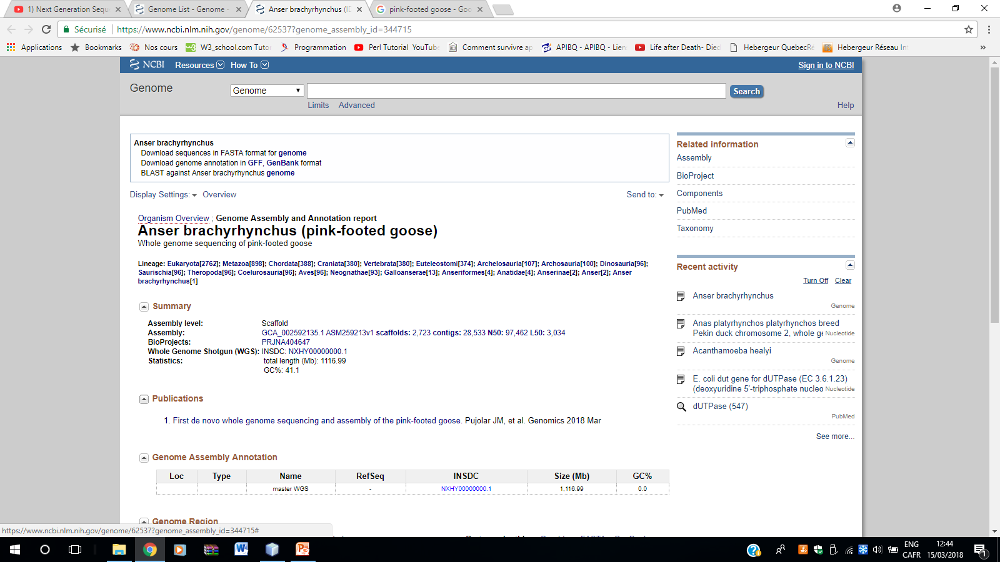 1) Next Generation Sequ
Genome List - Genome -
Anser brachyrhynchus (ID
pink-footed goose - Goo
Sécurisé
https://www.ncbi.nlm.nih.gov/genome/62537?genome_assembly_id=344715
Applications
Bookmarks
Nos cours
W3_school.com Tutor
Programmation
Perl Tutorial YouTube
Comment survivre ap
APIBQ - APIBQ - Lien
Life after Death- Died
Hebergeur QuebecRé
Hebergeur Réseau In
»
NCBI Resources How To
Sign in to NCBI
Genome
Genome
Search
Limits Advanced
Help
Anser brachyrhynchus
Download sequences in FASTA format for genome
Download genome annotation in GFF, GenBank format
BLAST against Anser brachyrhynchus genome
Display Settings: Overview
Send to:
Organism Overview ; Genome Assembly and Annotation report
Anser brachyrhynchus (pink-footed goose)
Whole genome sequencing of pink-footed goose
Lineage: Eukaryota[2762]; Metazoa[898]; Chordata[388]; Craniata[380]; Vertebrata[380]; Euteleostomi[374]; Archelosauria[107]; Archosauria[100]; Dinosauria[96];
Saurischia[96]; Theropoda[96]; Coelurosauria[96]; Aves[96]; Neognathae[93]; Galloanserae[13]; Anseriformes[4]; Anatidae[4]; Anserinae[2]; Anser[2]; Anser
brachyrhynchus[1]
Summary
Assembly level: Scaffold
Assembly: GCA_002592135.1 ASM259213v1 scaffolds: 2,723 contigs: 28,533 N50: 97,462 L50: 3,034
BioProjects: PRJNA404647
Whole Genome Shotgun (WGS): INSDC: NXHY00000000.1
Statistics: total length (Mb): 1116.99
GC%: 41.1
Publications
1. First de novo whole genome sequencing and assembly of the pink-footed goose. Pujolar JM, et al. Genomics 2018 Mar
Genome Assembly Annotation
Loc Type Name RefSeq INSDC Size (Mb) GC%
master WGS - NXHY00000000.1 1,116.99 0.0
Genome Region
Related information
Assembly
BioProject
Components
PubMed
Taxonomy
Recent activity
Turn Off Clear
Anser brachyrhynchus
Genome
Anas platyrhynchos platyrhynchos breed
Pekin duck chromosome 2, whole ge Nucleotide
Acanthamoeba healyi
Genome
E. coli dut gene for dUTPase (EC 3.6.1.23)
(deoxyuridine 5'-triphosphate nucleo Nucleotide
dUTPase (547)
PubMed
See more...
https://www.ncbi.nlm.nih.gov/genome/62537?genome_assembly_id=344715#
ENG
CAFR
12:44
15/03/2018
1